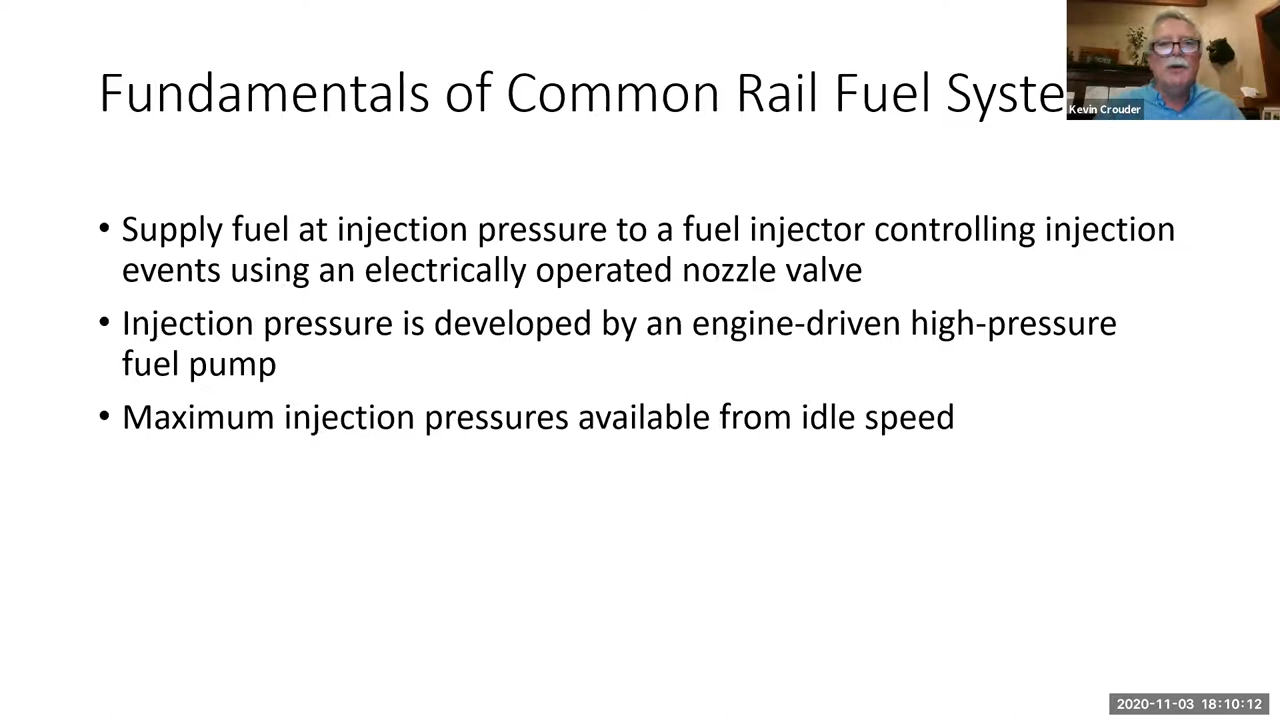 Fundamentals of Common Rail Fuel Syste
Kevin Crouder
• Supply fuel at injection pressure to a fuel injector controlling injection
events using an electrically operated nozzle valve
• Injection pressure is developed by an engine-driven high-pressure
fuel pump
• Maximum injection pressures available from idle speed
2020-11-03 18:10:12